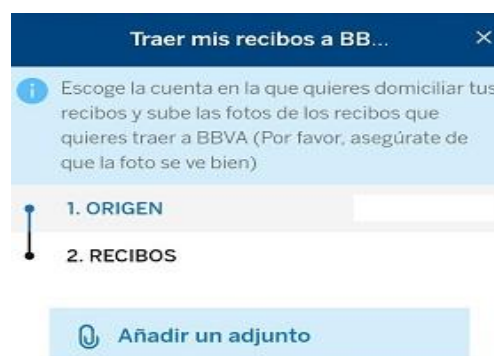 Traer mis recibos a BB...
Escoge la cuenta en la que quieres domiciliar tus
recibos y sube las fotos de los recibos que
quieres traer a BBVA (Por favor, asegúrate de
que la foto se ve bien)
1. ORIGEN
2. RECIBOS
Añadir un adjunto